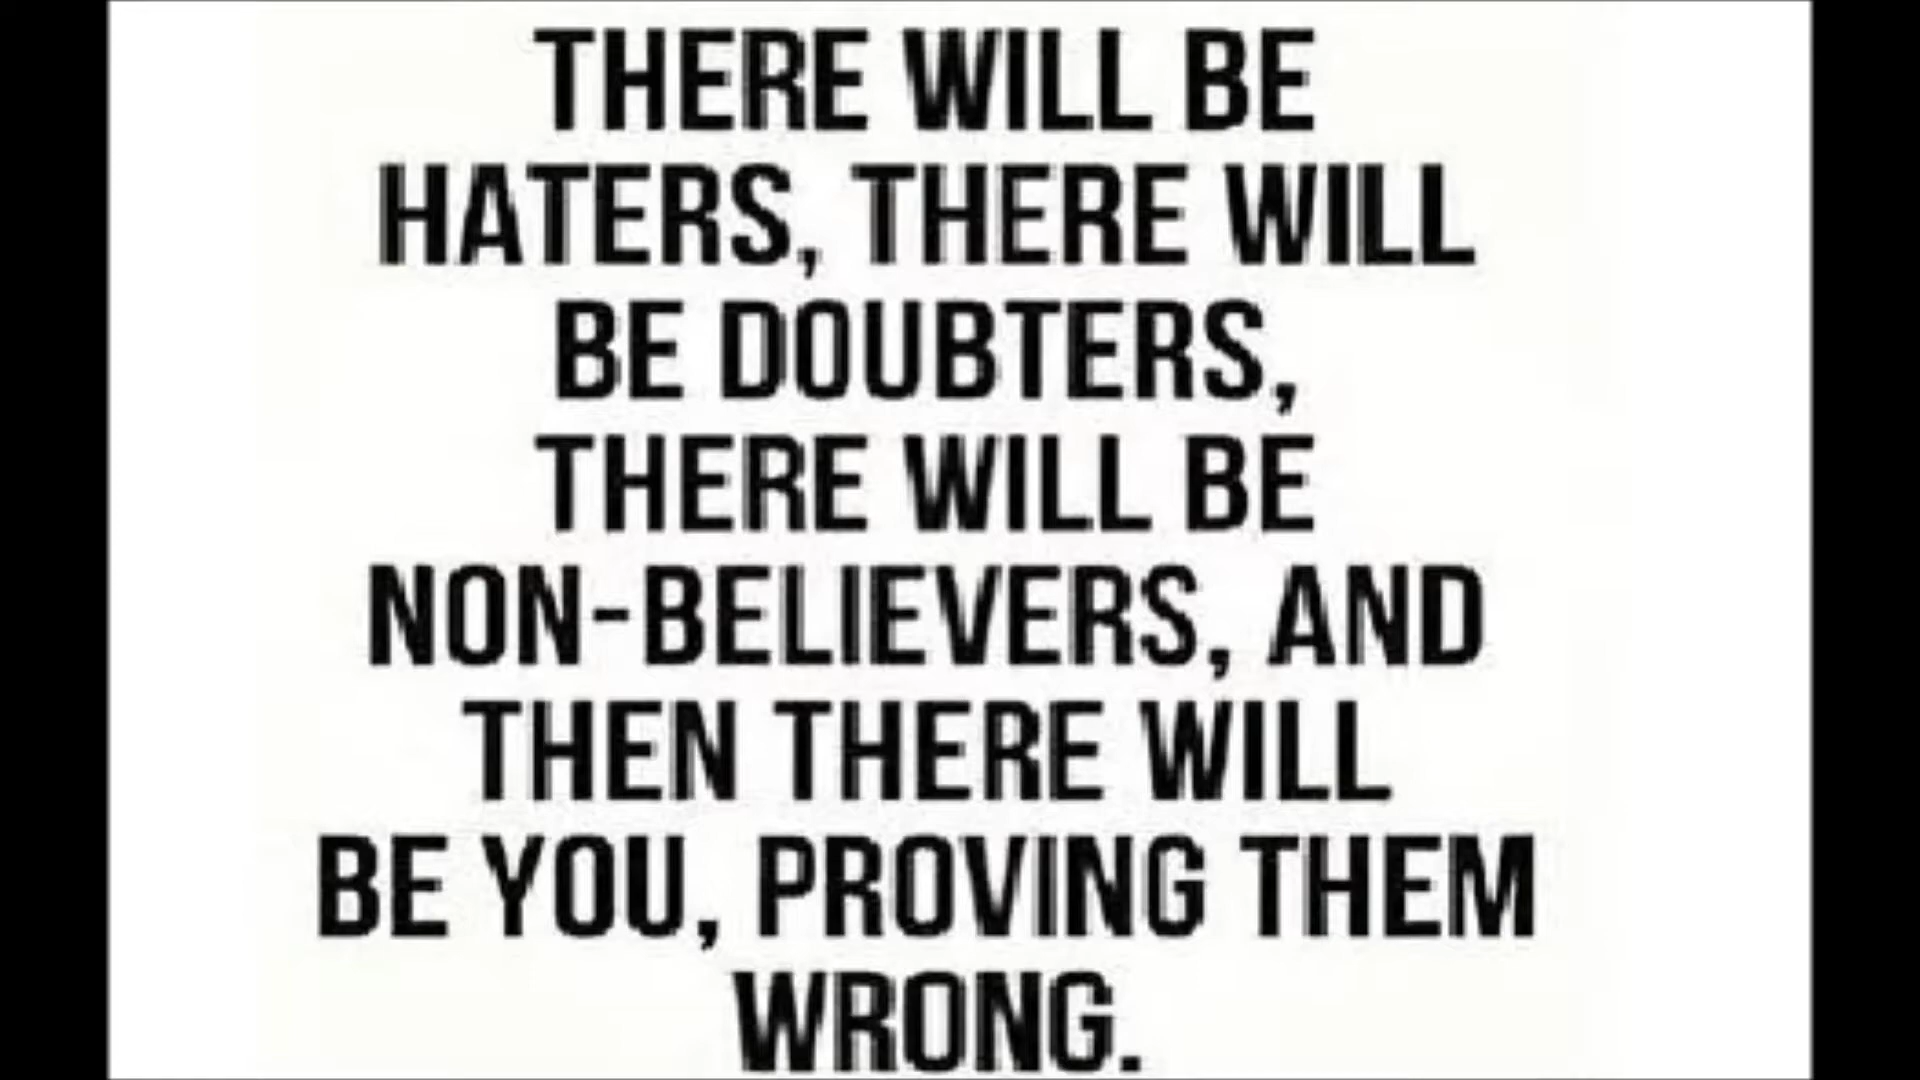 THERE WILL BE
HATERS, THERE WILL
BE DOUBTERS,
THERE WILL BE
NON-BELIEVERS, AND
THEN THERE WILL
BE YOU, PROVING THEM
WRONG.